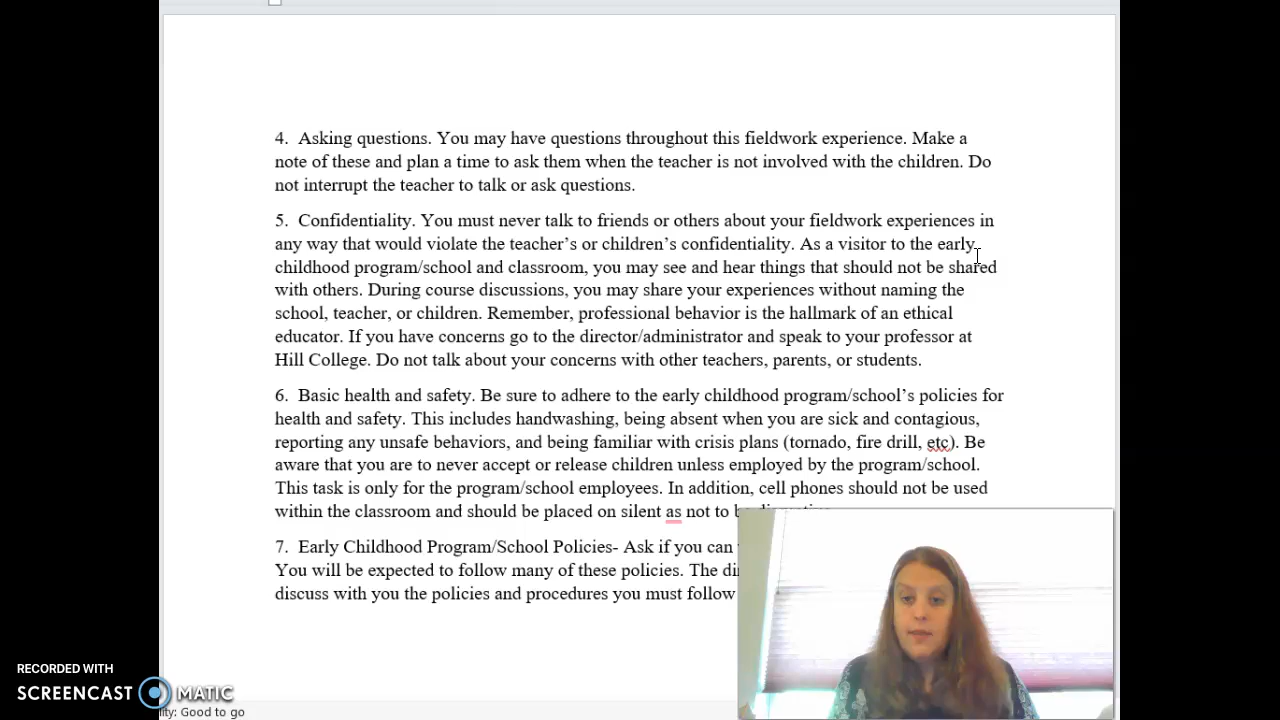 4. Asking questions. You may have questions throughout this fieldwork experience. Make a
note of these and plan a time to ask them when the teacher is not involved with the children. Do
not interrupt the teacher to talk or ask questions.
5. Confidentiality. You must never talk to friends or others about your fieldwork experiences in
any way that would violate the teacher's or children's confidentiality. As a visitor to the early
childhood program/school and classroom, you may see and hear things that should not be shared
with others. During course discussions, you may share your experiences without naming the
school, teacher, or children. Remember, professional behavior is the hallmark of an ethical
educator. If you have concerns go to the director/administrator and speak to your professor at
Hill College. Do not talk about your concerns with other teachers, parents, or students.
6. Basic health and safety. Be sure to adhere to the early childhood program/school's policies for
health and safety. This includes handwashing, being absent when you are sick and contagious,
reporting any unsafe behaviors, and being familiar with crisis plans (tornado, fire drill, etc). Be
aware that you are to never accept or release children unless employed by the program/school.
This task is only for the program/school employees. In addition, cell phones should not be used
within the classroom and should be placed on silent as not to
7. Early Childhood Program/School Policies- Ask if you can
You will be expected to follow many of these policies. The
discuss with you the policies and procedures you must follow
RECORDED WITH
SCREENCAST MATIC
Good to go